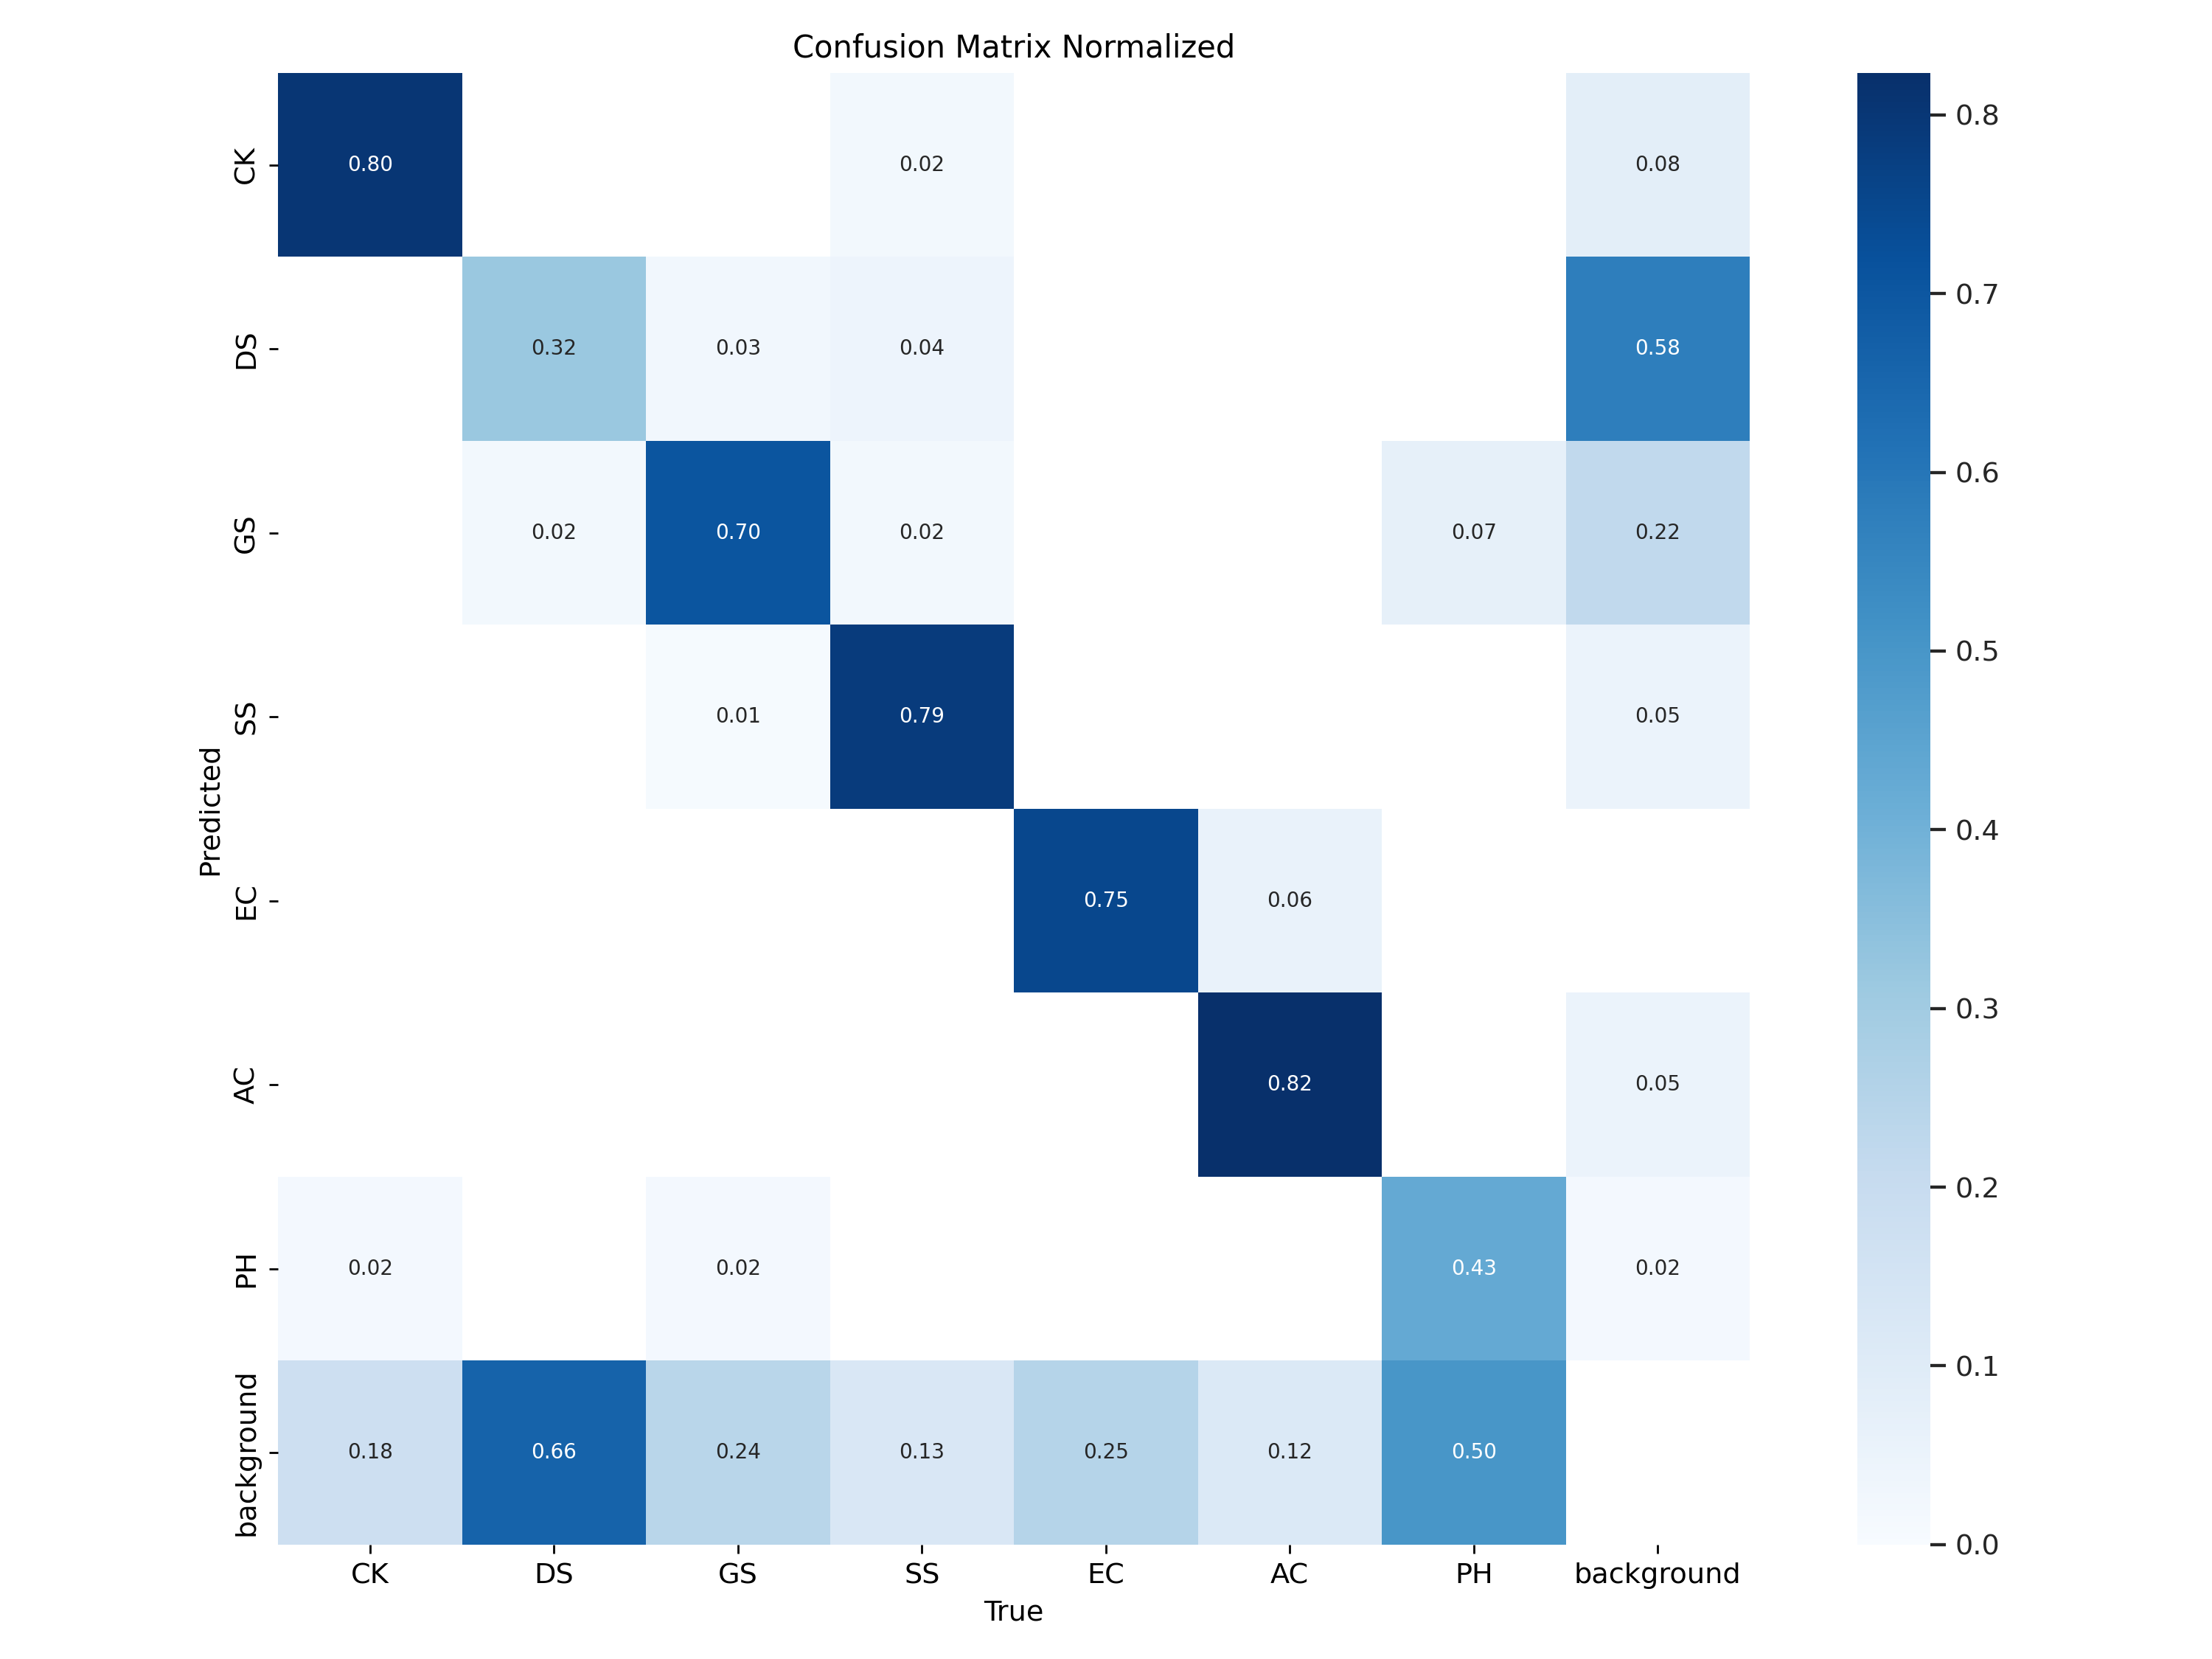 Confusion Matrix Normalized
Predicted
CK 0.80 0.02 0.08
DS 0.32 0.03 0.04 0.58
GS 0.02 0.70 0.02 0.07 0.22
SS 0.01 0.79 0.05
EC 0.75 0.06
AC 0.82 0.05
PH 0.02 0.02 0.43 0.02
background 0.18 0.66 0.24 0.13 0.25 0.12 0.50
CK DS GS SS EC AC PH background
True
0.8
0.7
0.6
0.5
0.4
0.3
0.2
0.1
0.0